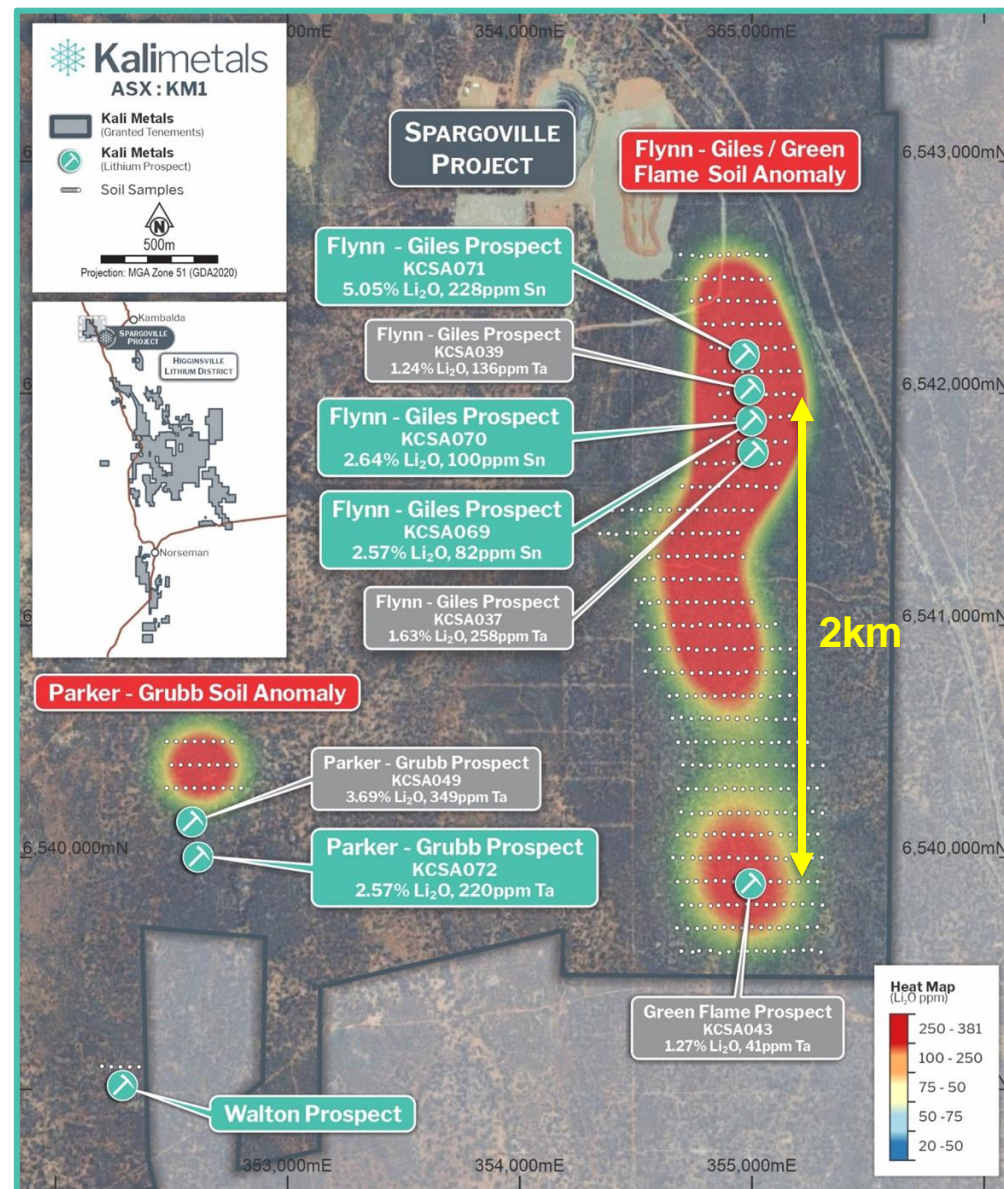 Kalimetals
ASX : KM1
Kali Metals
(Granted Tenements)
Kali Metals
(Lithium Prospect)
Soil Samples
N
500m
Projection: MGA Zone 51 (GDA2020)
000mE
354,000mE
365,000mE
SPARGOVILLE
PROJECT
Flynn - Giles / Green
Flame Soil Anomaly
6,543,000mN
Flynn - Giles Prospect
KCSA071
5.05% Li₂O, 228ppm Sn
Flynn - Giles Prospect
KCSA039
1.24% Li₂O, 136ppm Ta
6,542,000mN
Flynn - Giles Prospect
KCSA070
2.64% Li₂O, 100ppm Sn
Flynn - Giles Prospect
KCSA069
2.57% Li₂O, 82ppm Sn
Flynn - Giles Prospect
KCSA037
1.63% Li₂O, 258ppm Ta
6,541,000mN
2km
Kambalda
SPARGOVILLE
PROJECT
HIGGINSVILLE
LITHIUM DISTRICT
Norseman
Parker - Grubb Soil Anomaly
Parker - Grubb Prospect
KCSA049
3.69% Li₂O, 349ppm Ta
6,540,000mN
Parker - Grubb Prospect
KCSA072
2.57% Li₂O, 220ppm Ta
6,540,000mN
Green Flame Prospect
KCSA043
1.27% Li₂O, 41ppm Ta
Walton Prospect
Heat Map
(Li₂O ppm)
250 - 381
100 - 250
75 - 50
50 -75
20 -50
353,000mE
354,000mE
355,000mE